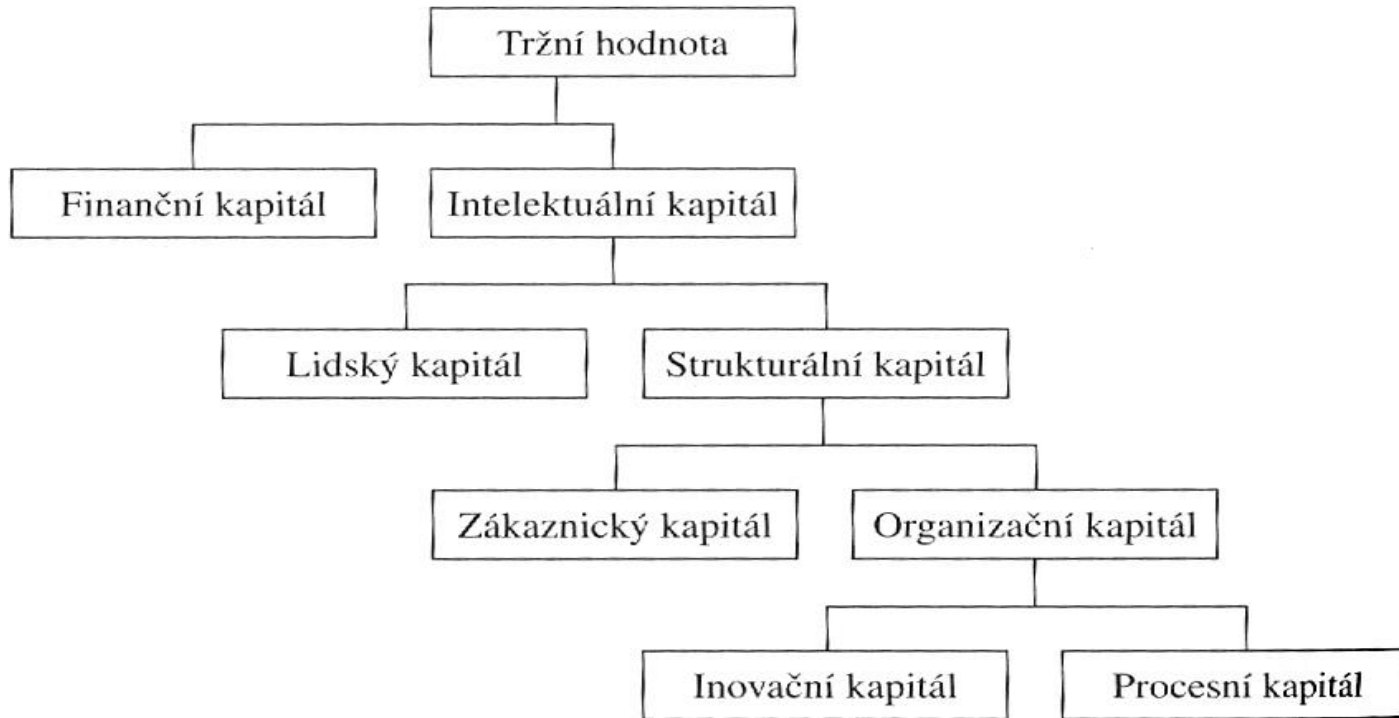 Tržní hodnota
Finanční kapitál
Intelektuální kapitál
Lidský kapitál
Strukturální kapitál
Zákaznický kapitál
Organizační kapitál
Inovační kapitál
Procesní kapitál